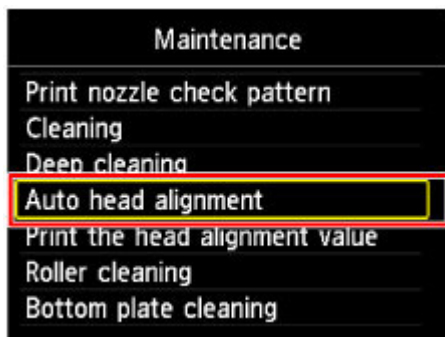 Maintenance
Print nozzle check pattern
Cleaning
Deep cleaning
Auto head alignment
Print the head alignment value
Roller cleaning
Bottom plate cleaning